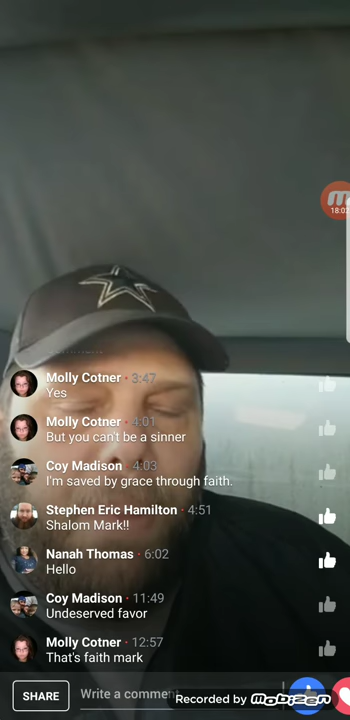 18:03
Molly Cotner · 3:47
Yes
Molly Cotner · 4:01
But you can't be a sinner
Coy Madison · 4:03
I'm saved by grace through faith.
Stephen Eric Hamilton · 4:51
Shalom Mark!!
Nanah Thomas · 6:02
Hello
Coy Madison · 11:49
Undeserved favor
Molly Cotner · 12:57
That's faith mark
SHARE
Write a comment
Recorded by Mobizen